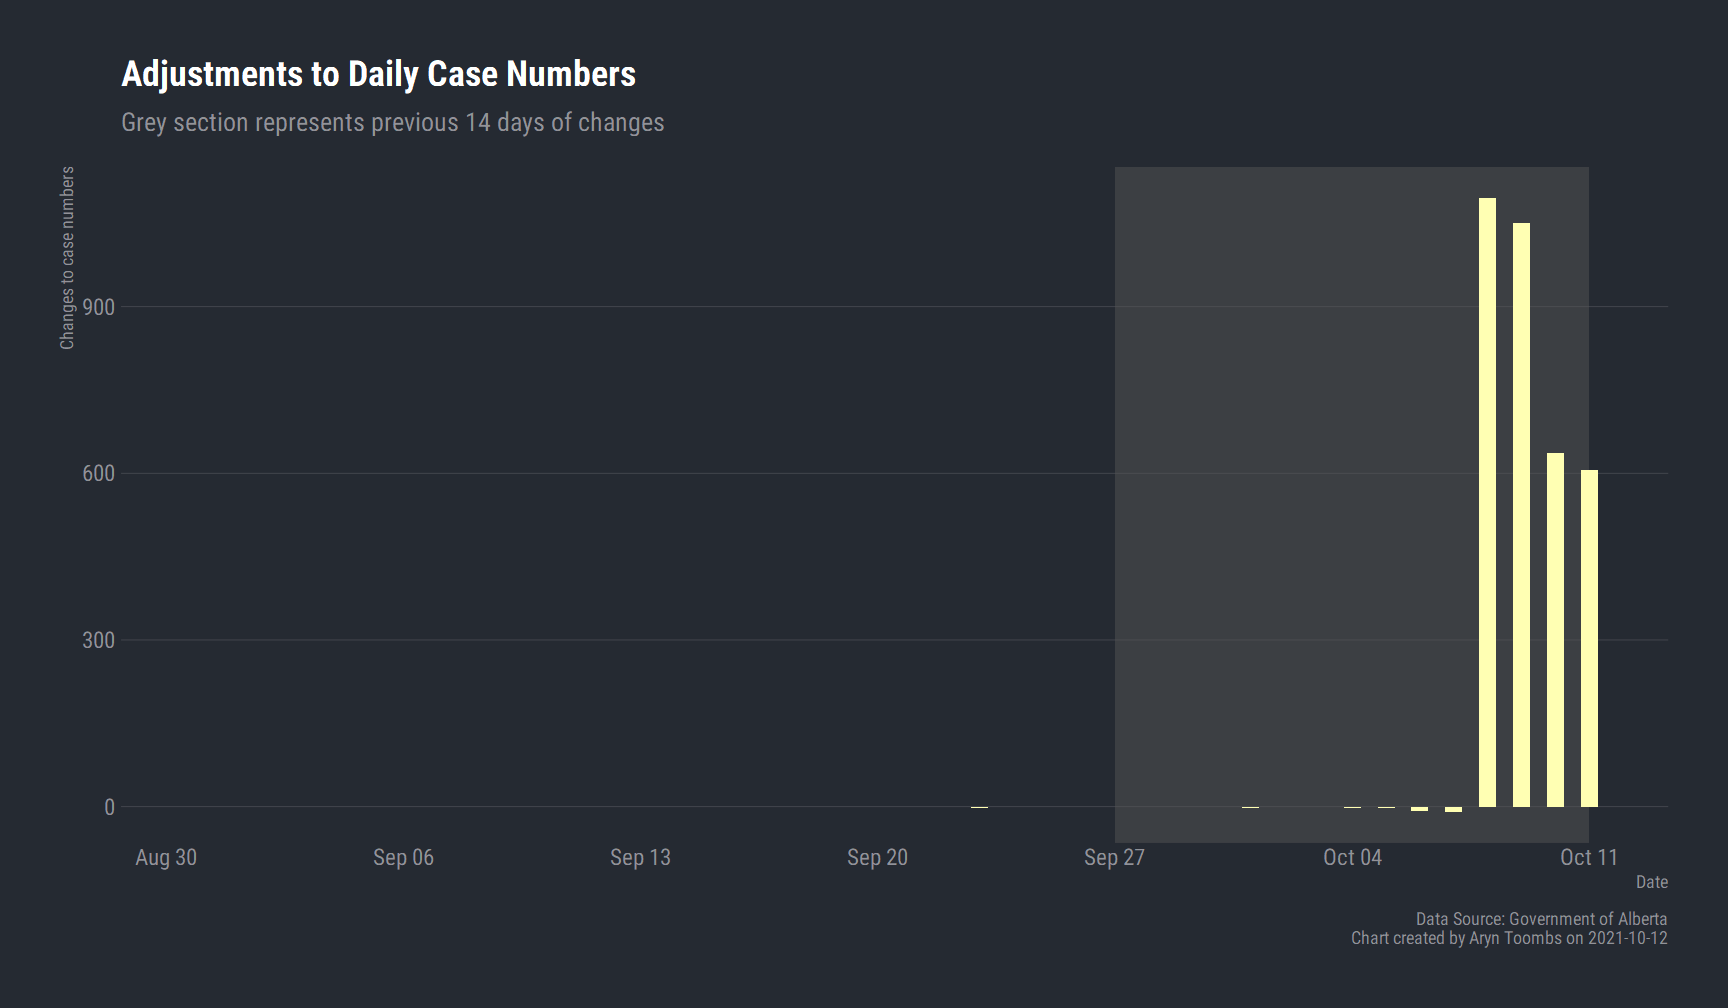 Adjustments to Daily Case Numbers
Grey section represents previous 14 days of changes
Changes to case numbers
900
600
300
0
Aug 30 Sep 06 Sep 13 Sep 20 Sep 27 Oct 04 Oct 11
Date
Data Source: Government of Alberta
Chart created by Aryn Toombs on 2021-10-12